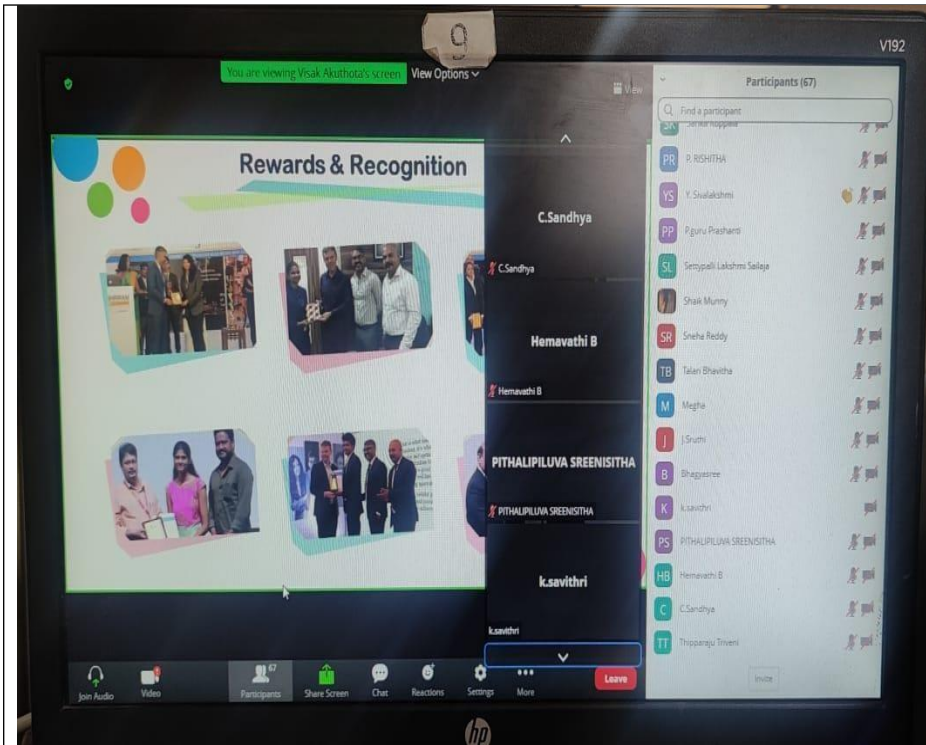 9
V192
You are viewing Visak Akuthota's screen
View Options
View
Participants (67)
Find a participant
Rewards & Recognition
C.Sandhya
C.Sandhya
Hemavathi B
Hemavathi B
PITHALIPILUVA SREENISITHA
PITHALIPILUVA SREENISITHA
k.savithri
k.savithri
SK
PR P. RISHITHA
YS Y. Sivalakshmi
PP P.guru Prashanti
SL Settypalli Lakshmi Sailaja
Shaik Munny
SR Sneha Reddy
TB Talari Bhavitha
M Megha
J J.Sruthi
B Bhagyasree
K k.savithri
PS PITHALIPILUVA SREENISITHA
HB Hemavathi B
C C.Sandhya
TT Thipparaju Triveni
Invite
67
Join Audio Video Participants Share Screen Chat Reactions Settings More Leave
hp